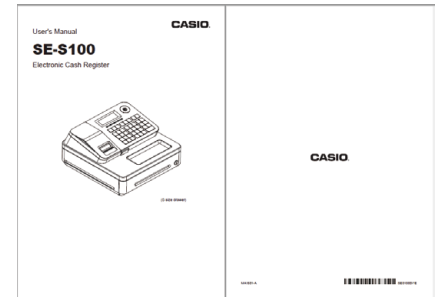 CASIO
User's Manual
SE-S100
Electronic Cash Register
CASIO